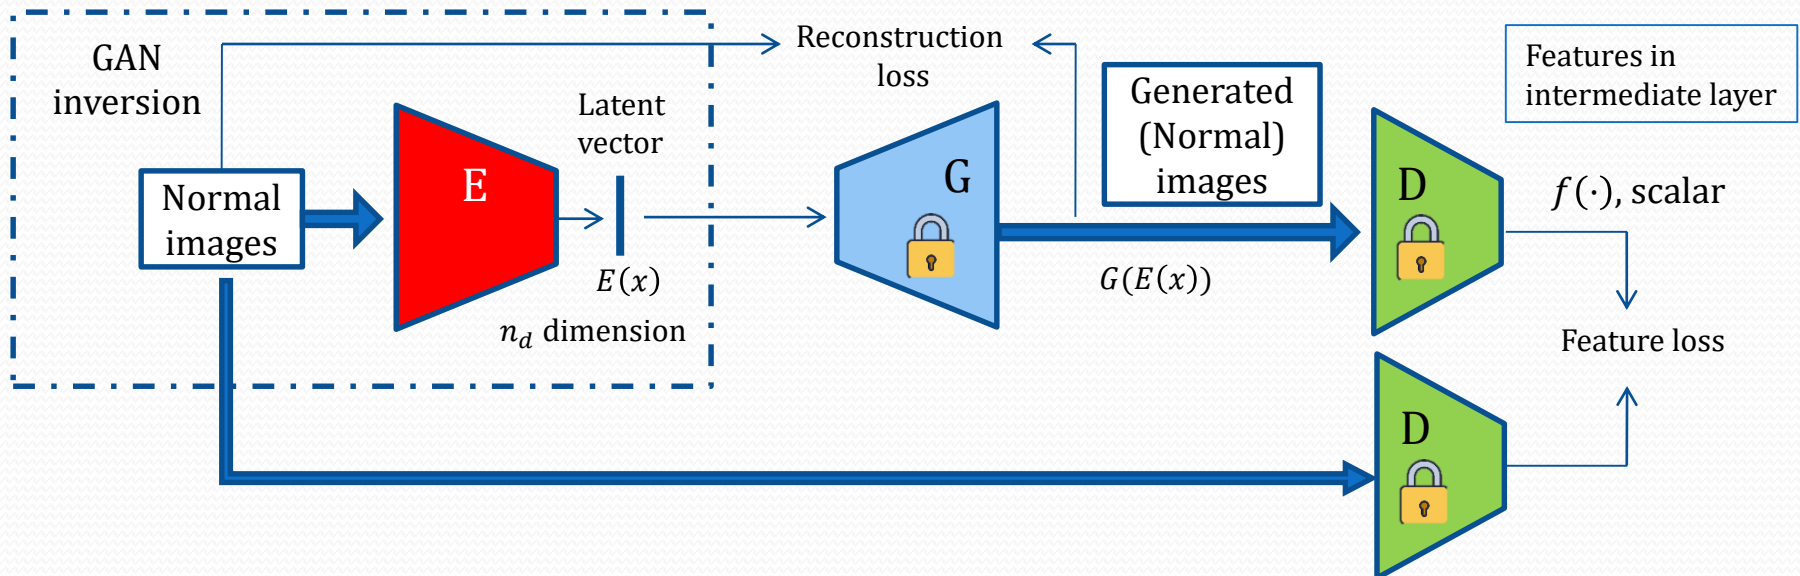 GAN
inversion
Normal
images
E
Latent
vector
E(x)
n_d dimension
Reconstruction
loss
G
Generated
(Normal)
images
G(E(x))
D
Features in
intermediate layer
f(·), scalar
Feature loss
D